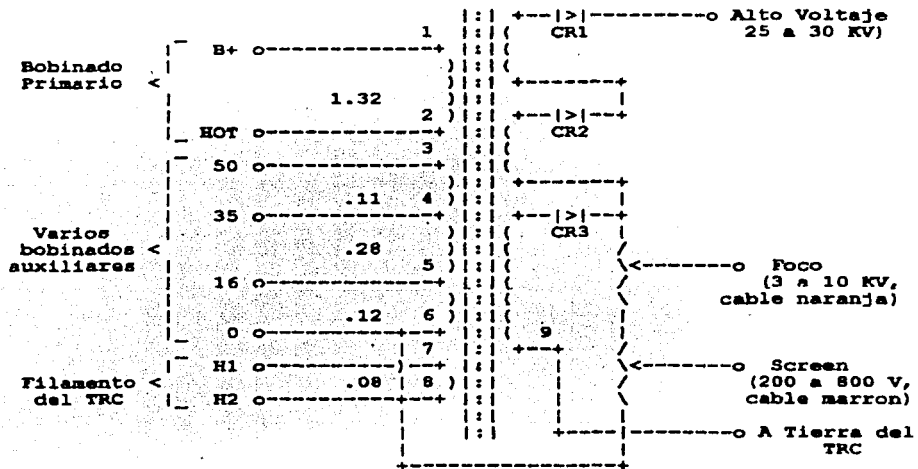 Alto Voltaje
25 a 30 KV)
CR1
1
B+
Bobinado
Primario
1.32
2
CR2
HOT
3
50
.11
4
35
CR3
Varios
bobinados
auxiliares
.28
5
Foco
(3 a 10 KV,
cable naranja)
16
.12
6
9
0
7
H1
Screen
(200 a 800 V,
cable marron)
Filamento
del TRC
.08
8
H2
A Tierra del
TRC